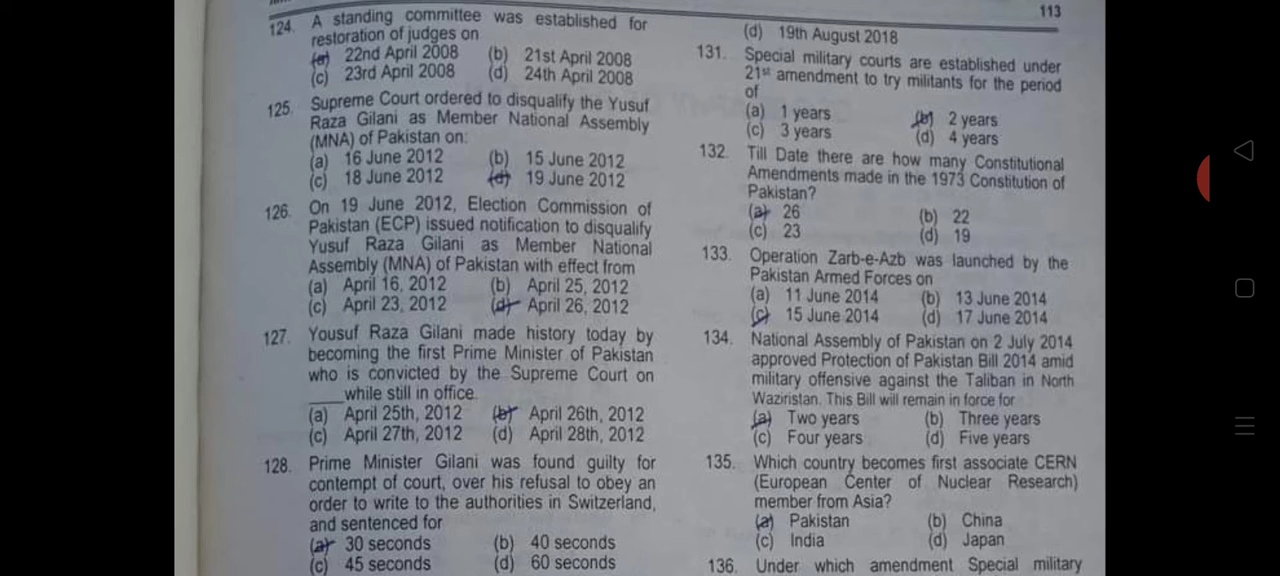 113
124. A standing committee was established for
restoration of judges on
(a) 22nd April 2008 (b) 21st April 2008
(c) 23rd April 2008 (d) 24th April 2008
125. Supreme Court ordered to disqualify the Yusuf
Raza Gilani as Member National Assembly
(MNA) of Pakistan on:
(a) 16 June 2012 (b) 15 June 2012
(c) 18 June 2012 (d) 19 June 2012
126. On 19 June 2012, Election Commission of
Pakistan (ECP) issued notification to disqualify
Yusuf Raza Gilani as Member National
Assembly (MNA) of Pakistan with effect from
(a) April 16, 2012 (b) April 25, 2012
(c) April 23, 2012 (d) April 26, 2012
127. Yousuf Raza Gilani made history today by
becoming the first Prime Minister of Pakistan
who is convicted by the Supreme Court on
____while still in office.
(a) April 25th, 2012 (b) April 26th, 2012
(c) April 27th, 2012 (d) April 28th, 2012
128. Prime Minister Gilani was found guilty for
contempt of court, over his refusal to obey an
order to write to the authorities in Switzerland,
and sentenced for
(a) 30 seconds (b) 40 seconds
(c) 45 seconds (d) 60 seconds
(d) 19th August 2018
131. Special military courts are established under
21st amendment to try militants for the period
of
(a) 1 years (b) 2 years
(c) 3 years (d) 4 years
132. Till Date there are how many Constitutional
Amendments made in the 1973 Constitution of
Pakistan?
(a) 26 (b) 22
(c) 23 (d) 19
133. Operation Zarb-e-Azb was launched by the
Pakistan Armed Forces on
(a) 11 June 2014 (b) 13 June 2014
(c) 15 June 2014 (d) 17 June 2014
134. National Assembly of Pakistan on 2 July 2014
approved Protection of Pakistan Bill 2014 amid
military offensive against the Taliban in North
Waziristan. This Bill will remain in force for
(a) Two years (b) Three years
(c) Four years (d) Five years
135. Which country becomes first associate CERN
(European Center of Nuclear Research)
member from Asia?
(a) Pakistan (b) China
(c) India (d) Japan
136. Under which amendment Special military